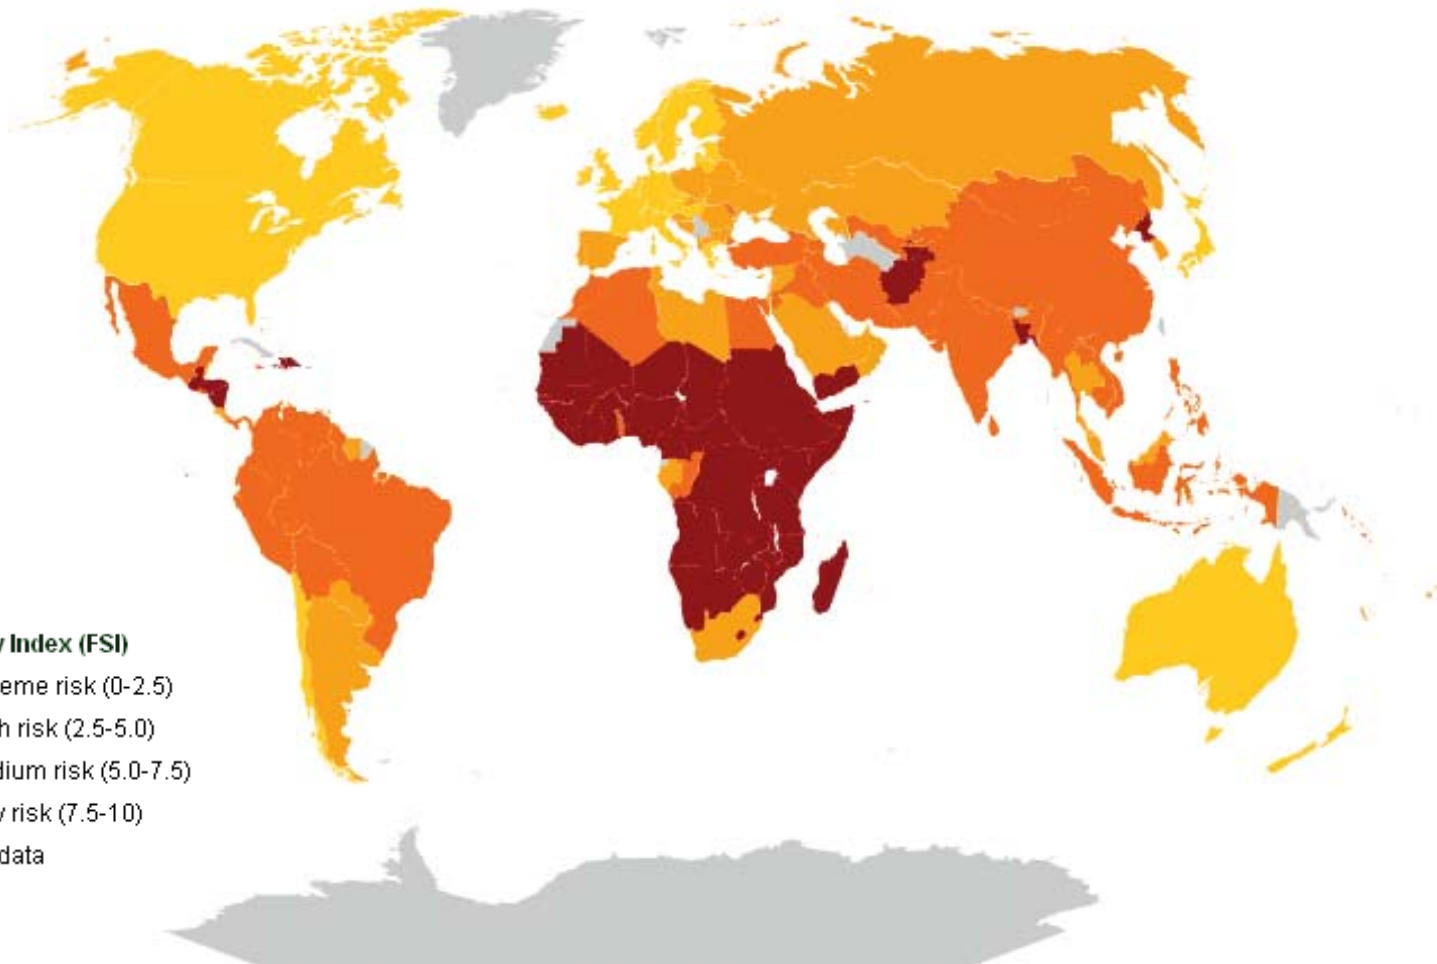 y Index (FSI)
eme risk (0-2.5)
h risk (2.5-5.0)
dium risk (5.0-7.5)
v risk (7.5-10)
data